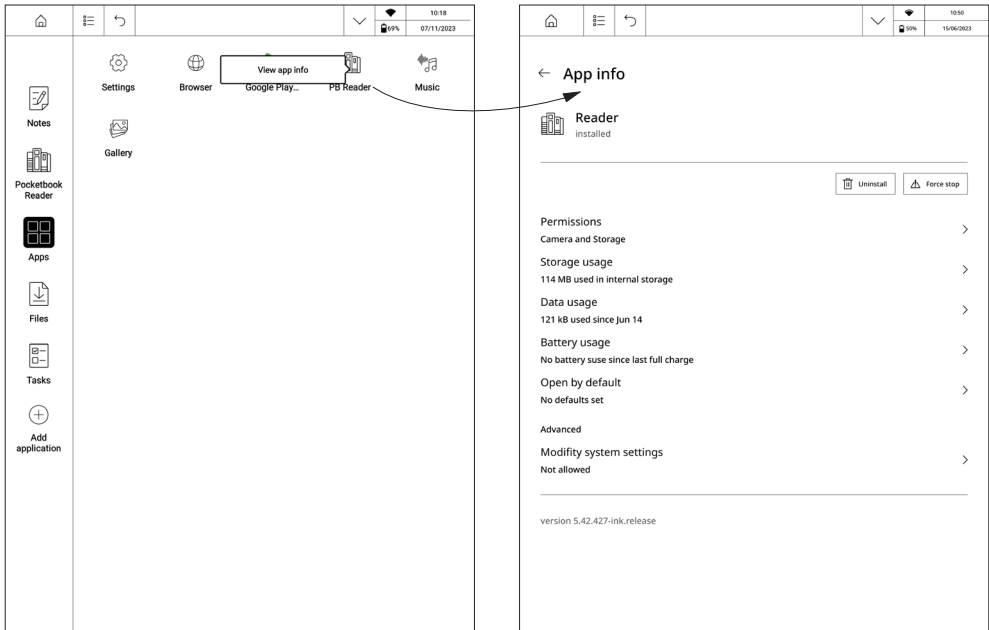 10:18
69%
07/11/2023
View app info
Settings
Browser
Google Play...
PB Reader
Music
Gallery
Notes
Pocketbook
Reader
Apps
Files
Tasks
Add
application
10:50
50%
15/06/2023
App info
Reader
installed
Uninstall
Force stop
Permissions
Camera and Storage
Storage usage
114 MB used in internal storage
Data usage
121 kB used since Jun 14
Battery usage
No battery suse since last full charge
Open by default
No defaults set
Advanced
Modifity system settings
Not allowed
version 5.42.427-ink.release